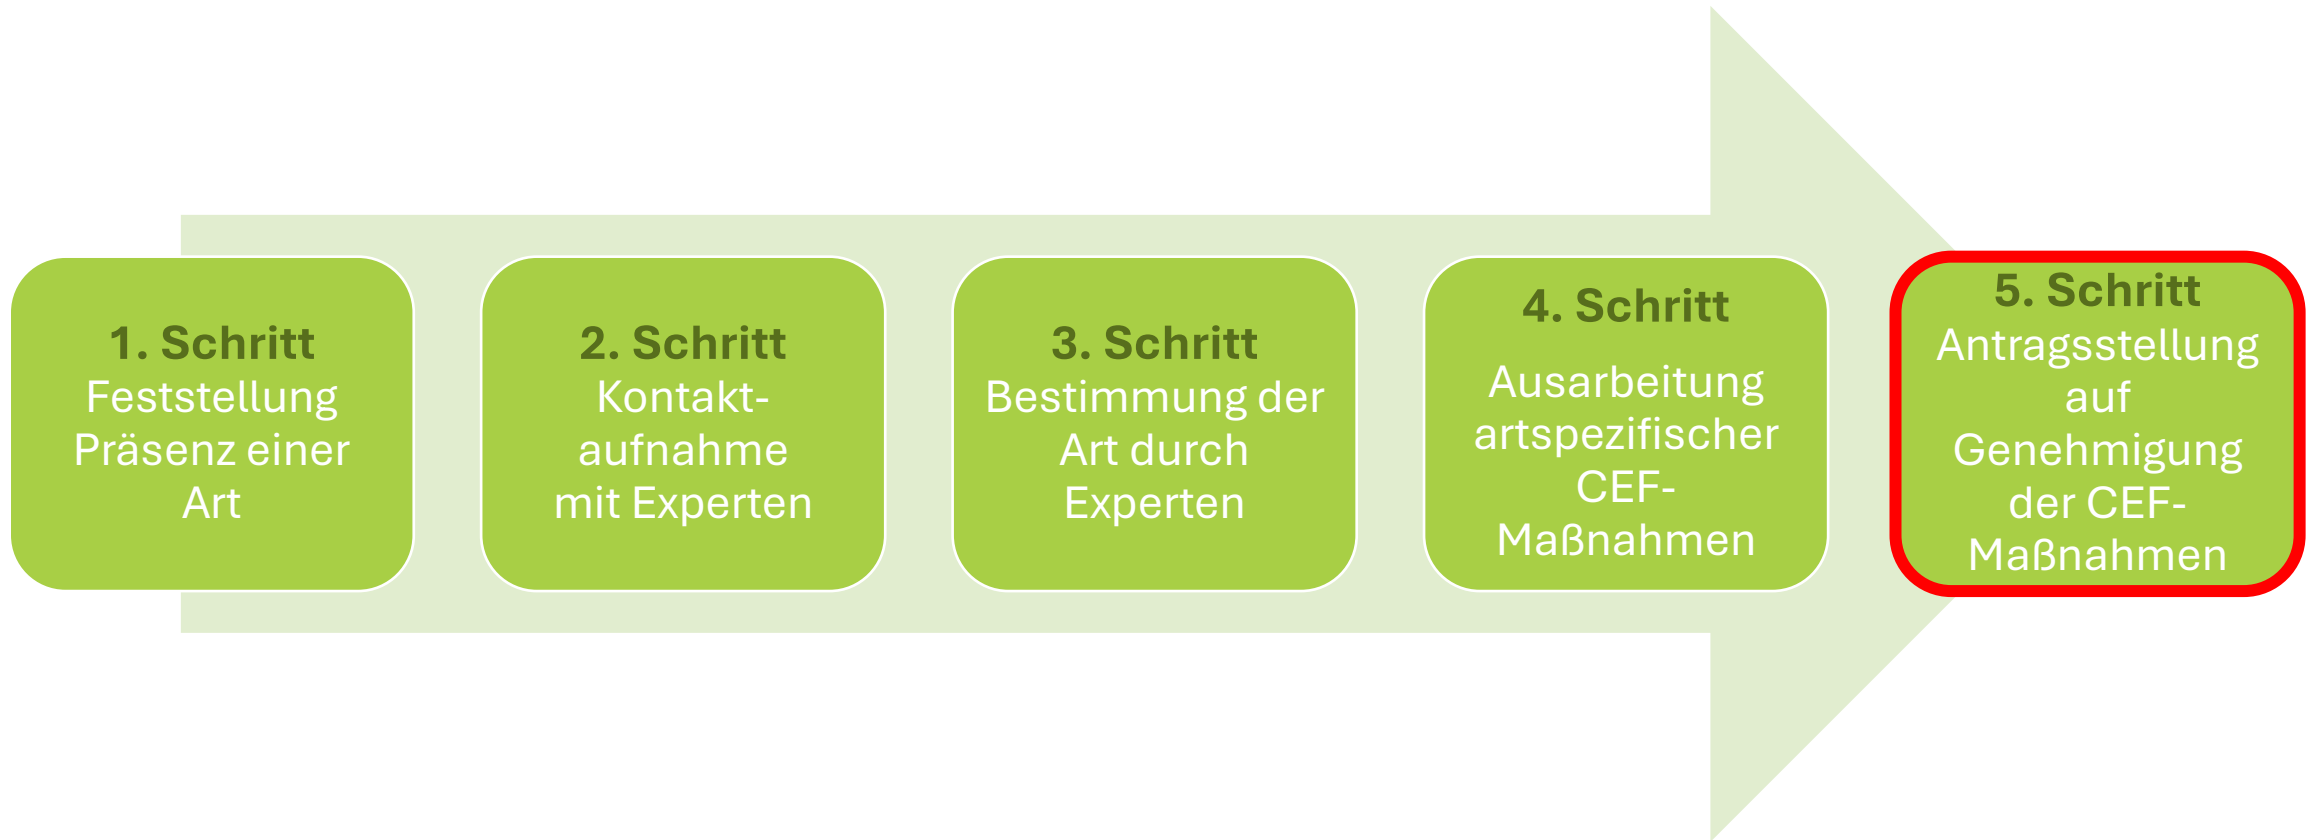 1. Schritt
Feststellung
Präsenz einer
Art
2. Schritt
Kontakt-
aufnahme
mit Experten
3. Schritt
Bestimmung der
Art durch
Experten
4. Schritt
Ausarbeitung
artspezifischer
CEF-
Maßnahmen
5. Schritt
Antragsstellung
auf
Genehmigung
der CEF-
Maßnahmen